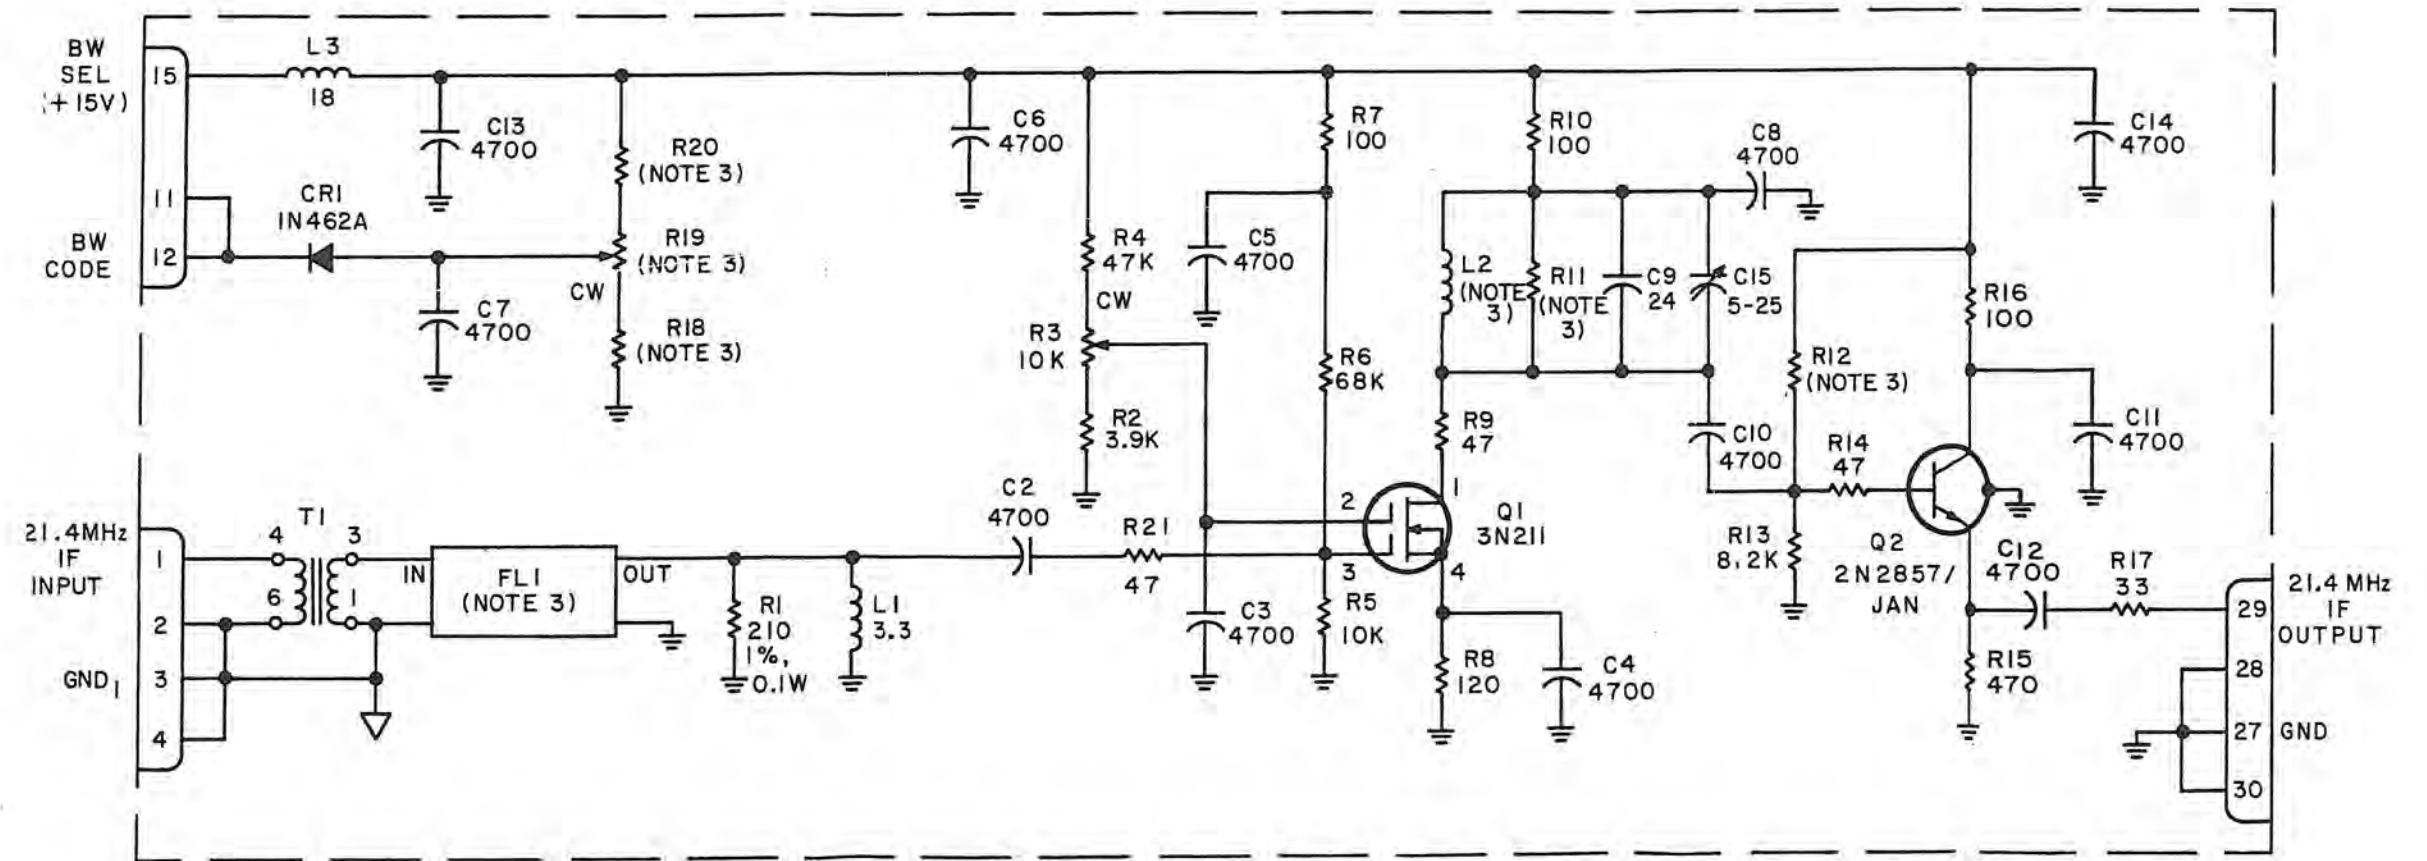 BW
SEL
(+15V)
15
L3
18
C13
4700
R20
(NOTE 3)
11
CR1
1N462A
BW
CODE
12
R19
(NOTE 3)
CW
C7
4700
R18
(NOTE 3)
C6
4700
R4
47K
CW
R3
10K
R2
3.9K
R7
100
C5
4700
R6
68K
R10
100
C8
4700
L2
(NOTE
3)
R11
(NOTE
3)
C9
24
C15
5-25
C14
4700
R16
100
R12
(NOTE 3)
C11
4700
R9
47
C10
4700
R14
47
21.4MHz
IF
INPUT
1
2
GND1
3
4
T1
4
3
6
1
IN
FL1
(NOTE 3)
OUT
R1
210
1%,
0.1W
L1
3.3
C2
4700
R21
47
C3
4700
R5
10K
2
3
1
4
Q1
3N211
R8
120
C4
4700
R13
8.2K
Q2
2N2857/
JAN
C12
4700
R17
33
R15
470
29
28
27
30
21.4 MHz
IF
OUTPUT
GND